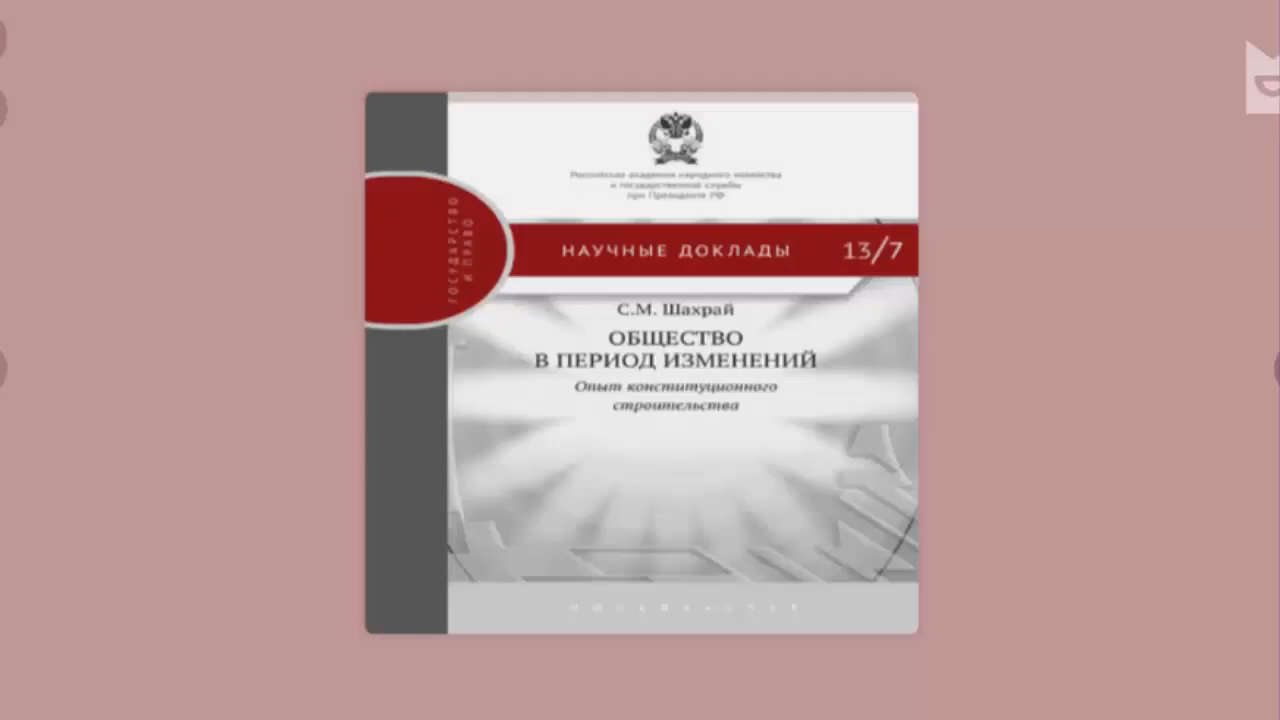 Российская академия народного хозяйства
и государственной службы
при Президенте РФ
ГОСУДАРСТВО
И ПРАВО
НАУЧНЫЕ ДОКЛАДЫ 13/7
С.М. Шахрай
ОБЩЕСТВО
В ПЕРИОД ИЗМЕНЕНИЙ
Опыт конституционного
строительства